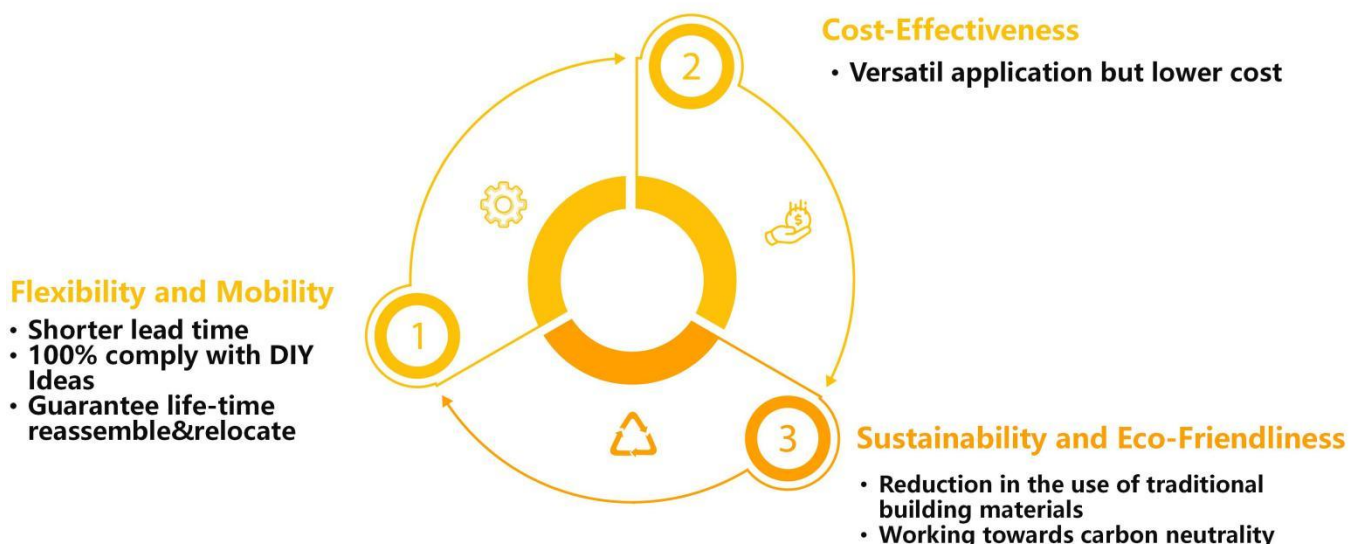 2
Cost-Effectiveness
• Versatil application but lower cost
$
Flexibility and Mobility
• Shorter lead time
• 100% comply with DIY
Ideas
• Guarantee life-time
reassemble&relocate
1
3
Sustainability and Eco-Friendliness
• Reduction in the use of traditional
building materials
• Working towards carbon neutrality